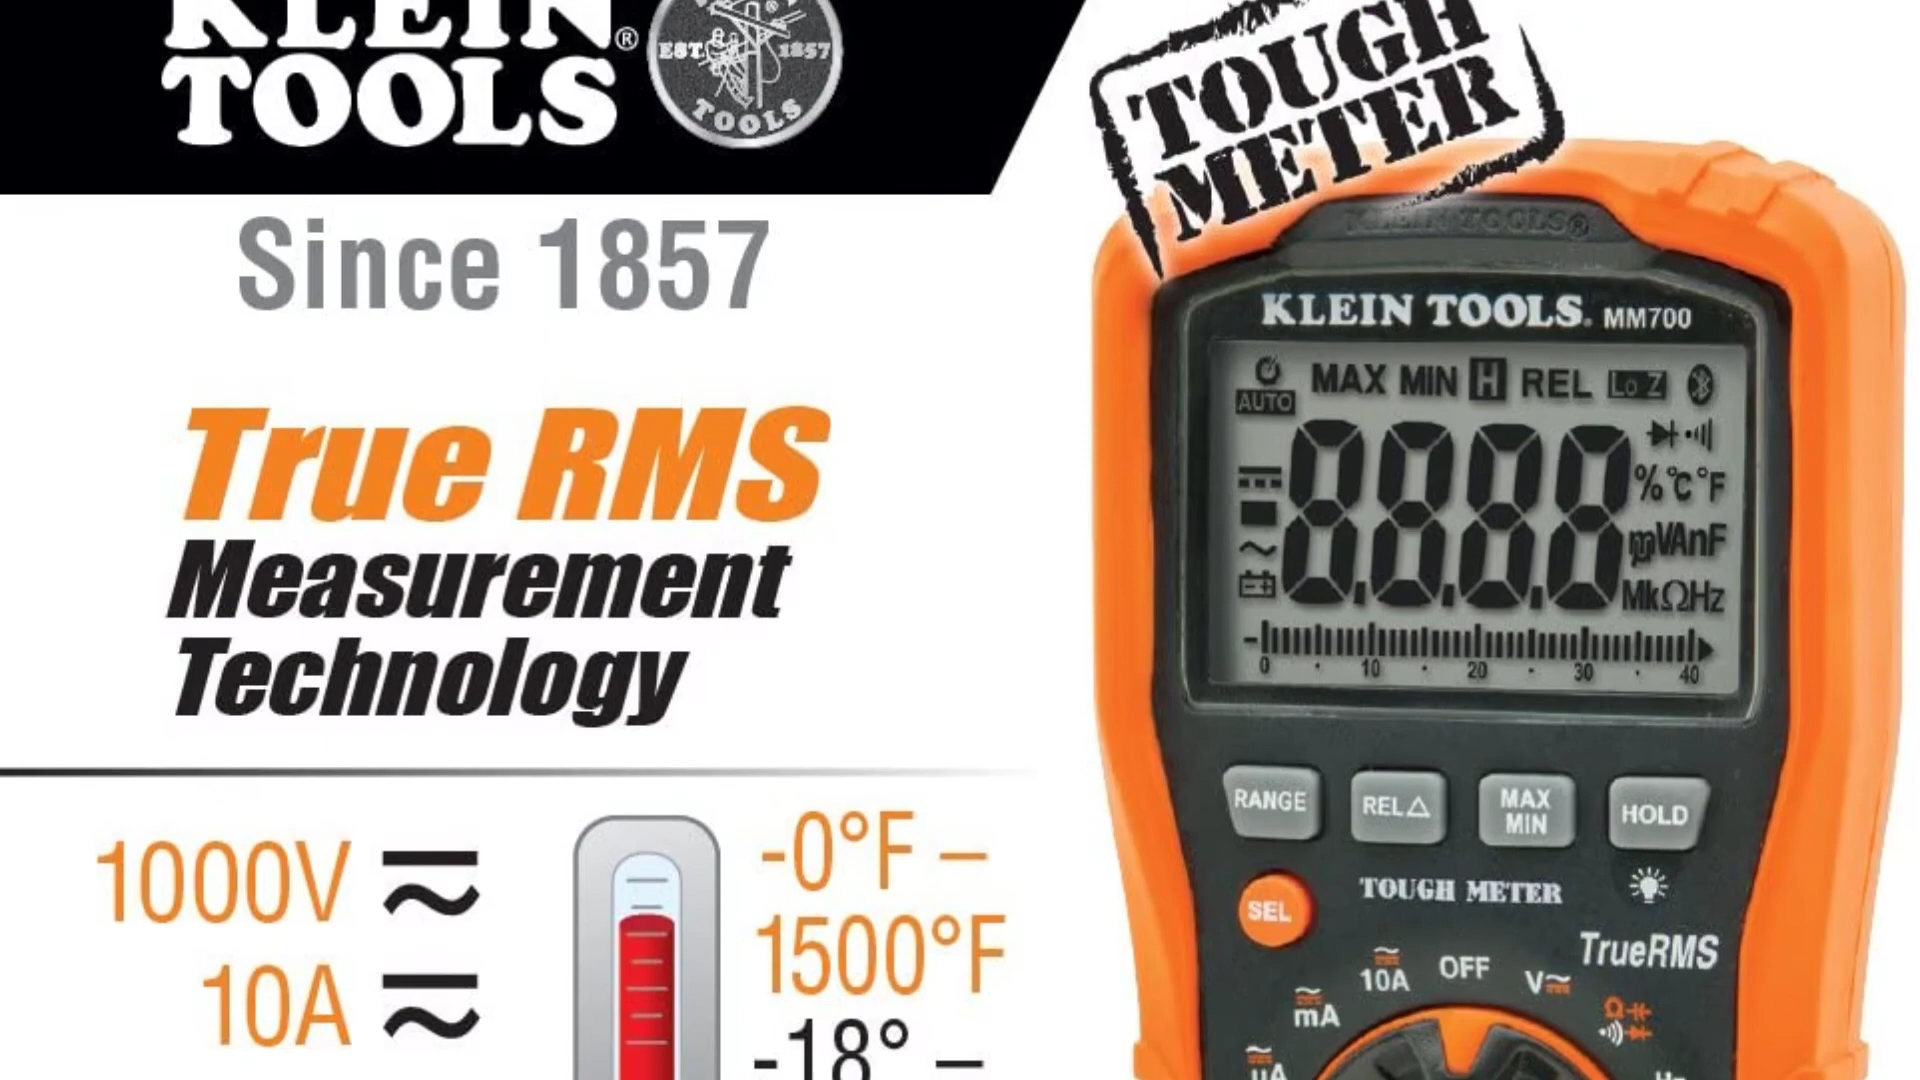 KLEIN
TOOLS®
EST. 1857
TOOLS
Since 1857
True RMS
Measurement
Technology
1000V
10A
-0°F –
1500°F
-18° –
TOUGH
METER
KLEIN TOOLS®
KLEIN TOOLS® MM700
AUTO MAX MIN H REL LoZ
8.8.8.8
% °C °F
mVAnF
MkΩHz
- 0 10 20 30 40
RANGE REL△ MAX MIN HOLD
SEL TOUGH METER
TrueRMS
10A OFF V
mA Ω
µA Hz